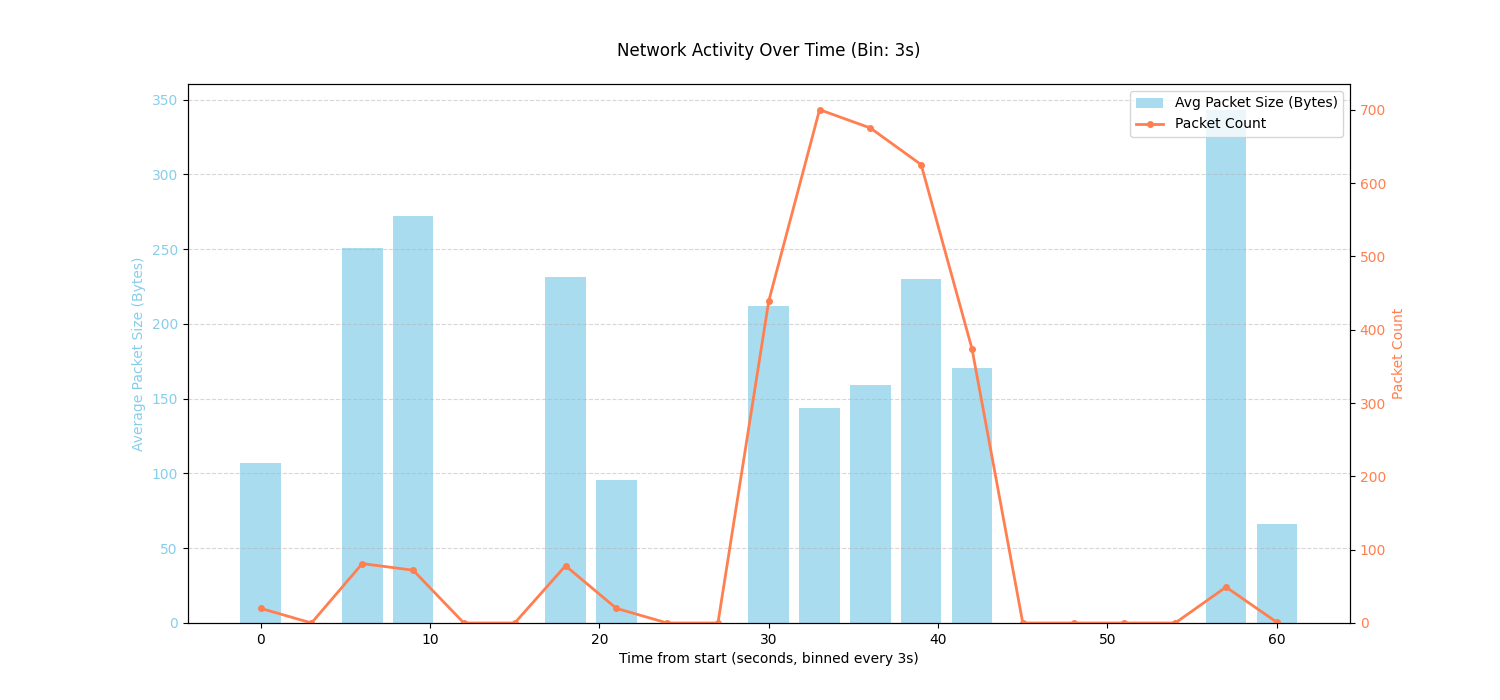 Network Activity Over Time (Bin: 3s)
Avg Packet Size (Bytes)
Packet Count
Average Packet Size (Bytes)
350
300
250
200
150
100
50
0
700
600
500
400
300
200
100
0
Packet Count
0 10 20 30 40 50 60
Time from start (seconds, binned every 3s)